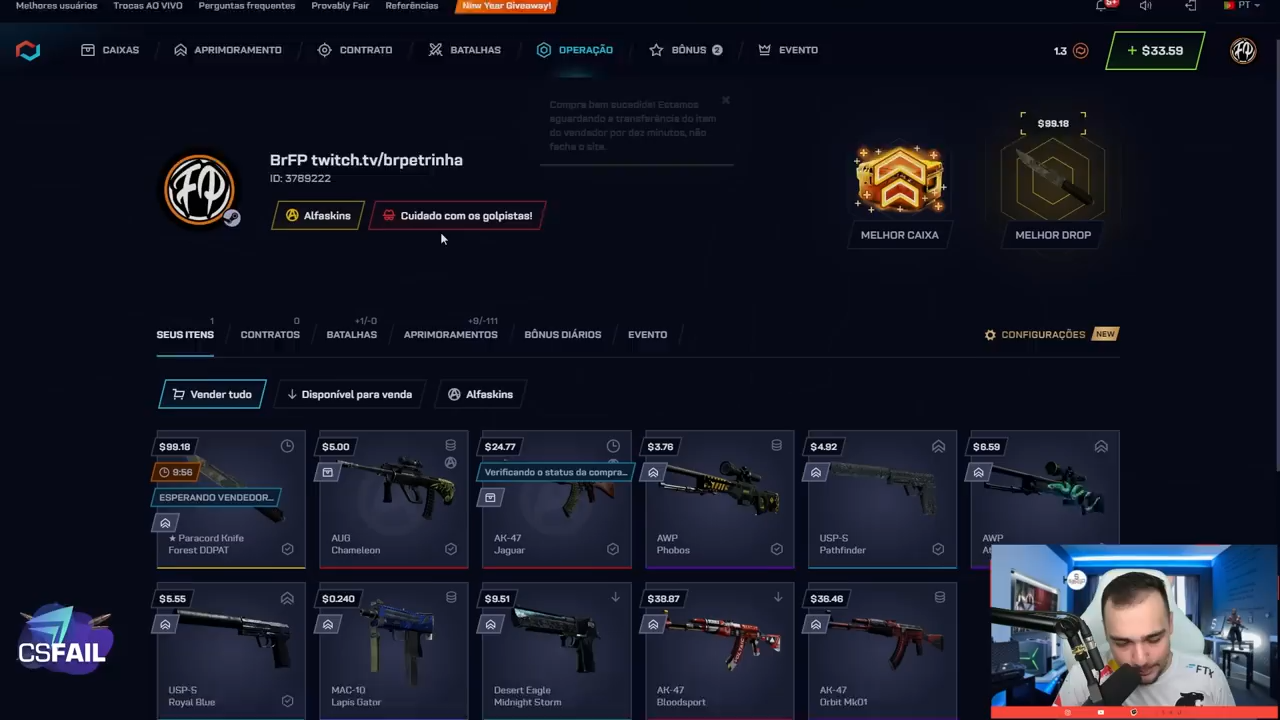 Melhores usuários
Trocas AO VIVO
Perguntas frequentes
Provably Fair
Referências
New Year Giveaway!
5+
PT
CAIXAS
APRIMORAMENTO
CONTRATO
BATALHAS
OPERAÇÃO
BÔNUS 2
EVENTO
1.3
+ $33.59
FP
Compra bem sucedida! Estamos
aguardando a transferência do item
do vendedor por dez minutos, não
feche o site.
BrFP twitch.tv/brpetrinha
ID: 3789222
Alfaskins
Cuidado com os golpistas!
MELHOR CAIXA
$99.18
MELHOR DROP
SEUS ITENS 1
CONTRATOS 0
BATALHAS +1/-0
APRIMORAMENTOS +9/-111
BÔNUS DIÁRIOS
EVENTO
CONFIGURAÇÕES NEW
Vender tudo
Disponível para venda
Alfaskins
$99.18
9:56
ESPERANDO VENDEDOR...
★ Paracord Knife
Forest DDPAT
$5.00
AUG
Chameleon
$24.77
Verificando o status da compra...
AK-47
Jaguar
$3.76
AWP
Phobos
$4.92
USP-S
Pathfinder
$6.59
AWP
$5.55
USP-S
Royal Blue
$0.240
MAC-10
Lapis Gator
$9.51
Desert Eagle
Midnight Storm
$38.87
AK-47
Bloodsport
$36.46
AK-47
Orbit Mk01
CSFAIL
FTX